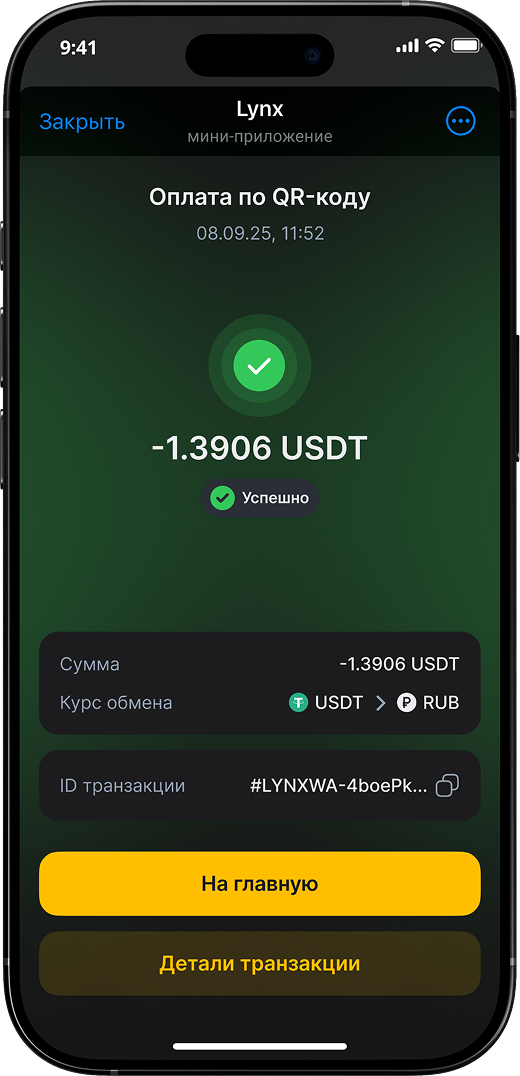 9:41
Закрыть
Lynx
мини-приложение
Оплата по QR-коду
08.09.25, 11:52
-1.3906 USDT
Успешно
Сумма -1.3906 USDT
Курс обмена USDT > RUB
ID транзакции #LYNXWA-4boePk...
На главную
Детали транзакции